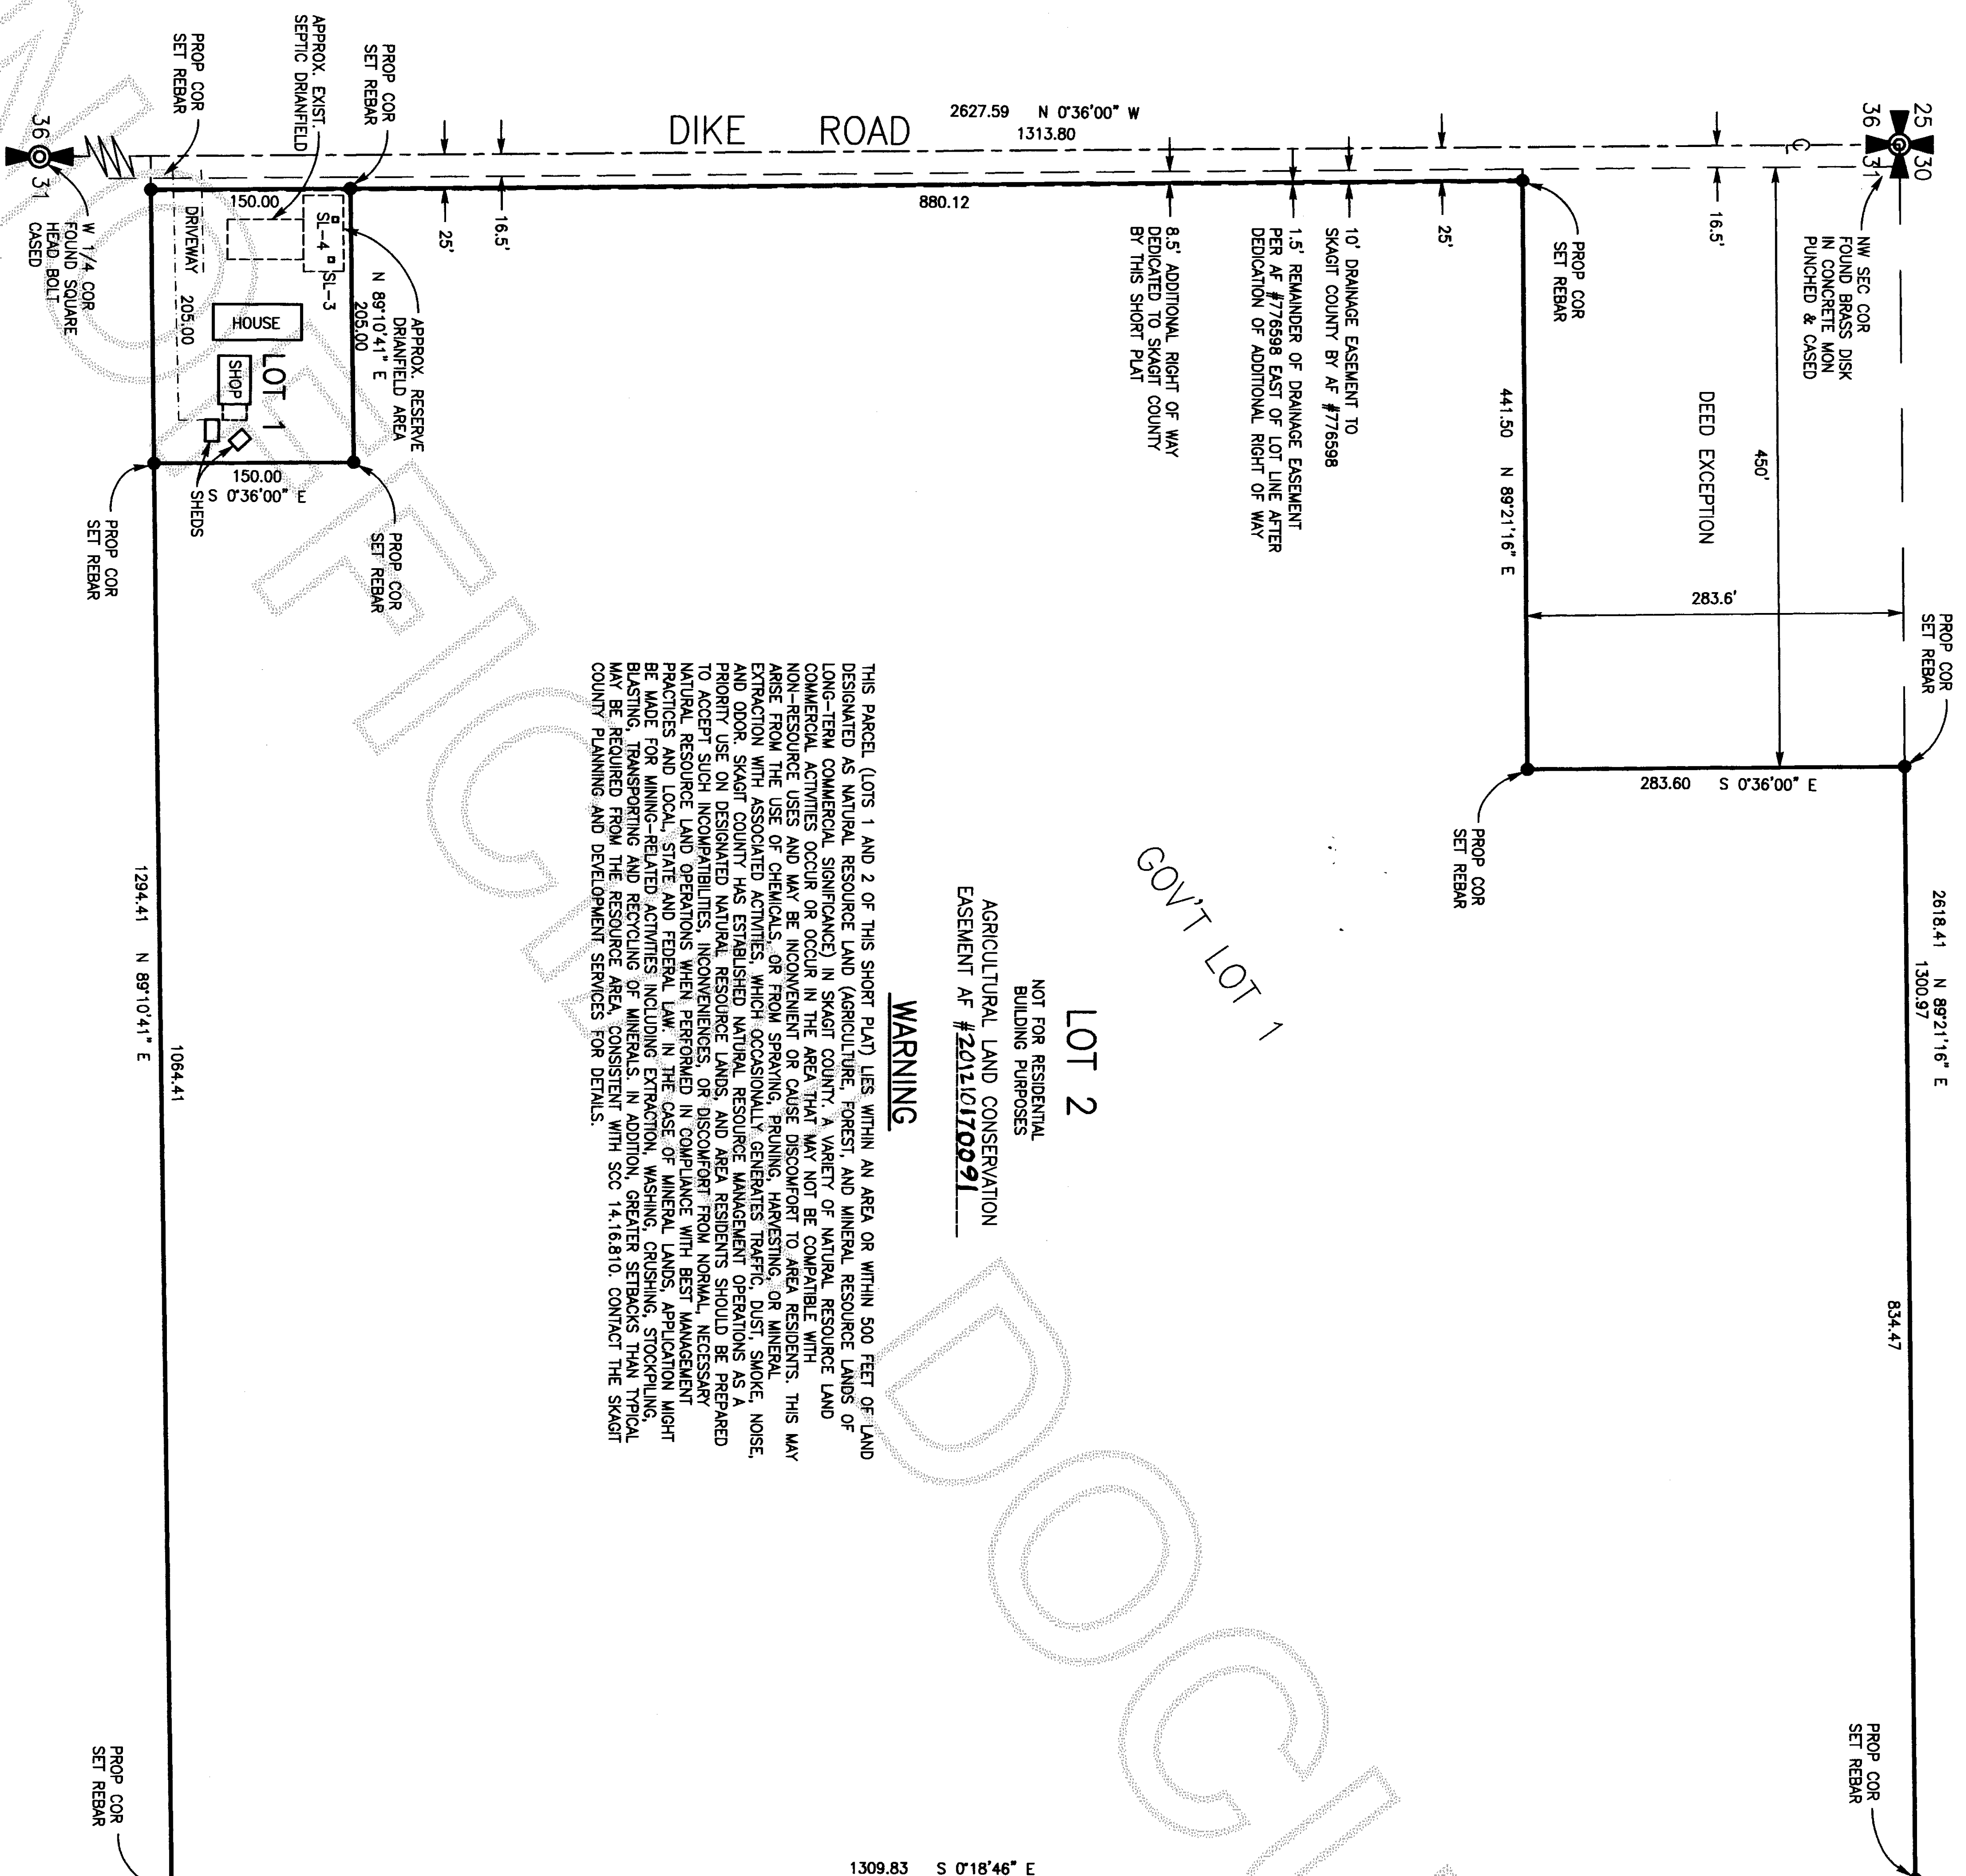 25
30
36
31
NW SEC COR
FOUND BRASS DISK
IN CONCRETE MON
PUNCHED & CASED
16.5'
DEED EXCEPTION
450'
283.6'
PROP COR
SET REBAR
2618.41 N 89°21'16" E
1300.97
834.47
PROP COR
SET REBAR
PROP COR
SET REBAR
441.50 N 89°21'16" E
283.60 S 0°36'00" E
PROP COR
SET REBAR
25'
10' DRAINAGE EASEMENT TO
SKAGIT COUNTY BY AF #776598
1.5' REMAINDER OF DRAINAGE EASEMENT
PER AF #776598 EAST OF LOT LINE AFTER
DEDICATION OF ADDITIONAL RIGHT OF WAY
8.5' ADDITIONAL RIGHT OF WAY
DEDICATED TO SKAGIT COUNTY
BY THIS SHORT PLAT
2627.59 N 0°36'00" W
1313.80
DIKE ROAD
880.12
GOV'T LOT 1
LOT 2
NOT FOR RESIDENTIAL
BUILDING PURPOSES
AGRICULTURAL LAND CONSERVATION
EASEMENT AF #201210170091
WARNING
THIS PARCEL (LOTS 1 AND 2 OF THIS SHORT PLAT) LIES WITHIN AN AREA OR WITHIN 500 FEET OF LAND
DESIGNATED AS NATURAL RESOURCE LAND (AGRICULTURE, FOREST, AND MINERAL RESOURCE LANDS OF
LONG-TERM COMMERCIAL SIGNIFICANCE) IN SKAGIT COUNTY. A VARIETY OF NATURAL RESOURCE LAND
COMMERCIAL ACTIVITIES OCCUR OR OCCUR IN THE AREA THAT MAY NOT BE COMPATIBLE WITH
NON-RESOURCE USES AND MAY BE INCONVENIENT OR CAUSE DISCOMFORT TO AREA RESIDENTS. THIS MAY
ARISE FROM THE USE OF CHEMICALS, OR FROM SPRAYING, PRUNING, HARVESTING, OR MINERAL
EXTRACTION WITH ASSOCIATED ACTIVITIES, WHICH OCCASIONALLY GENERATES TRAFFIC, DUST, SMOKE, NOISE,
AND ODOR. SKAGIT COUNTY HAS ESTABLISHED NATURAL RESOURCE MANAGEMENT OPERATIONS AS A
PRIORITY USE ON DESIGNATED NATURAL RESOURCE LANDS, AND AREA RESIDENTS SHOULD BE PREPARED
TO ACCEPT SUCH INCOMPATIBILITIES, INCONVENIENCES, OR DISCOMFORT FROM NORMAL, NECESSARY
NATURAL RESOURCE LAND OPERATIONS WHEN PERFORMED IN COMPLIANCE WITH BEST MANAGEMENT
PRACTICES AND LOCAL, STATE AND FEDERAL LAW. IN THE CASE OF MINERAL LANDS, APPLICATION MIGHT
BE MADE FOR MINING-RELATED ACTIVITIES INCLUDING EXTRACTION, WASHING, CRUSHING, STOCKPILING,
BLASTING, TRANSPORTING AND RECYCLING OF MINERALS. IN ADDITION, GREATER SETBACKS THAN TYPICAL
MAY BE REQUIRED FROM THE RESOURCE AREA, CONSISTENT WITH SCC 14.16.810. CONTACT THE SKAGIT
COUNTY PLANNING AND DEVELOPMENT SERVICES FOR DETAILS.
16.5'
25'
PROP COR
SET REBAR
APPROX. EXIST.
SEPTIC DRIANFIELD
APPROX. RESERVE
DRIANFIELD AREA
N 89°10'41" E
205.00
SL-4
SL-3
150.00
DRIVEWAY
205.00
HOUSE
SHOP
LOT 1
SHEDS
150.00
S 0°36'00" E
PROP COR
SET REBAR
PROP COR
SET REBAR
PROP COR
SET REBAR
36
31
W 1/4 COR
FOUND SQUARE
HEAD BOLT
CASED
1064.41
1294.41 N 89°10'41" E
PROP COR
SET REBAR
1309.83 S 0°18'46" E